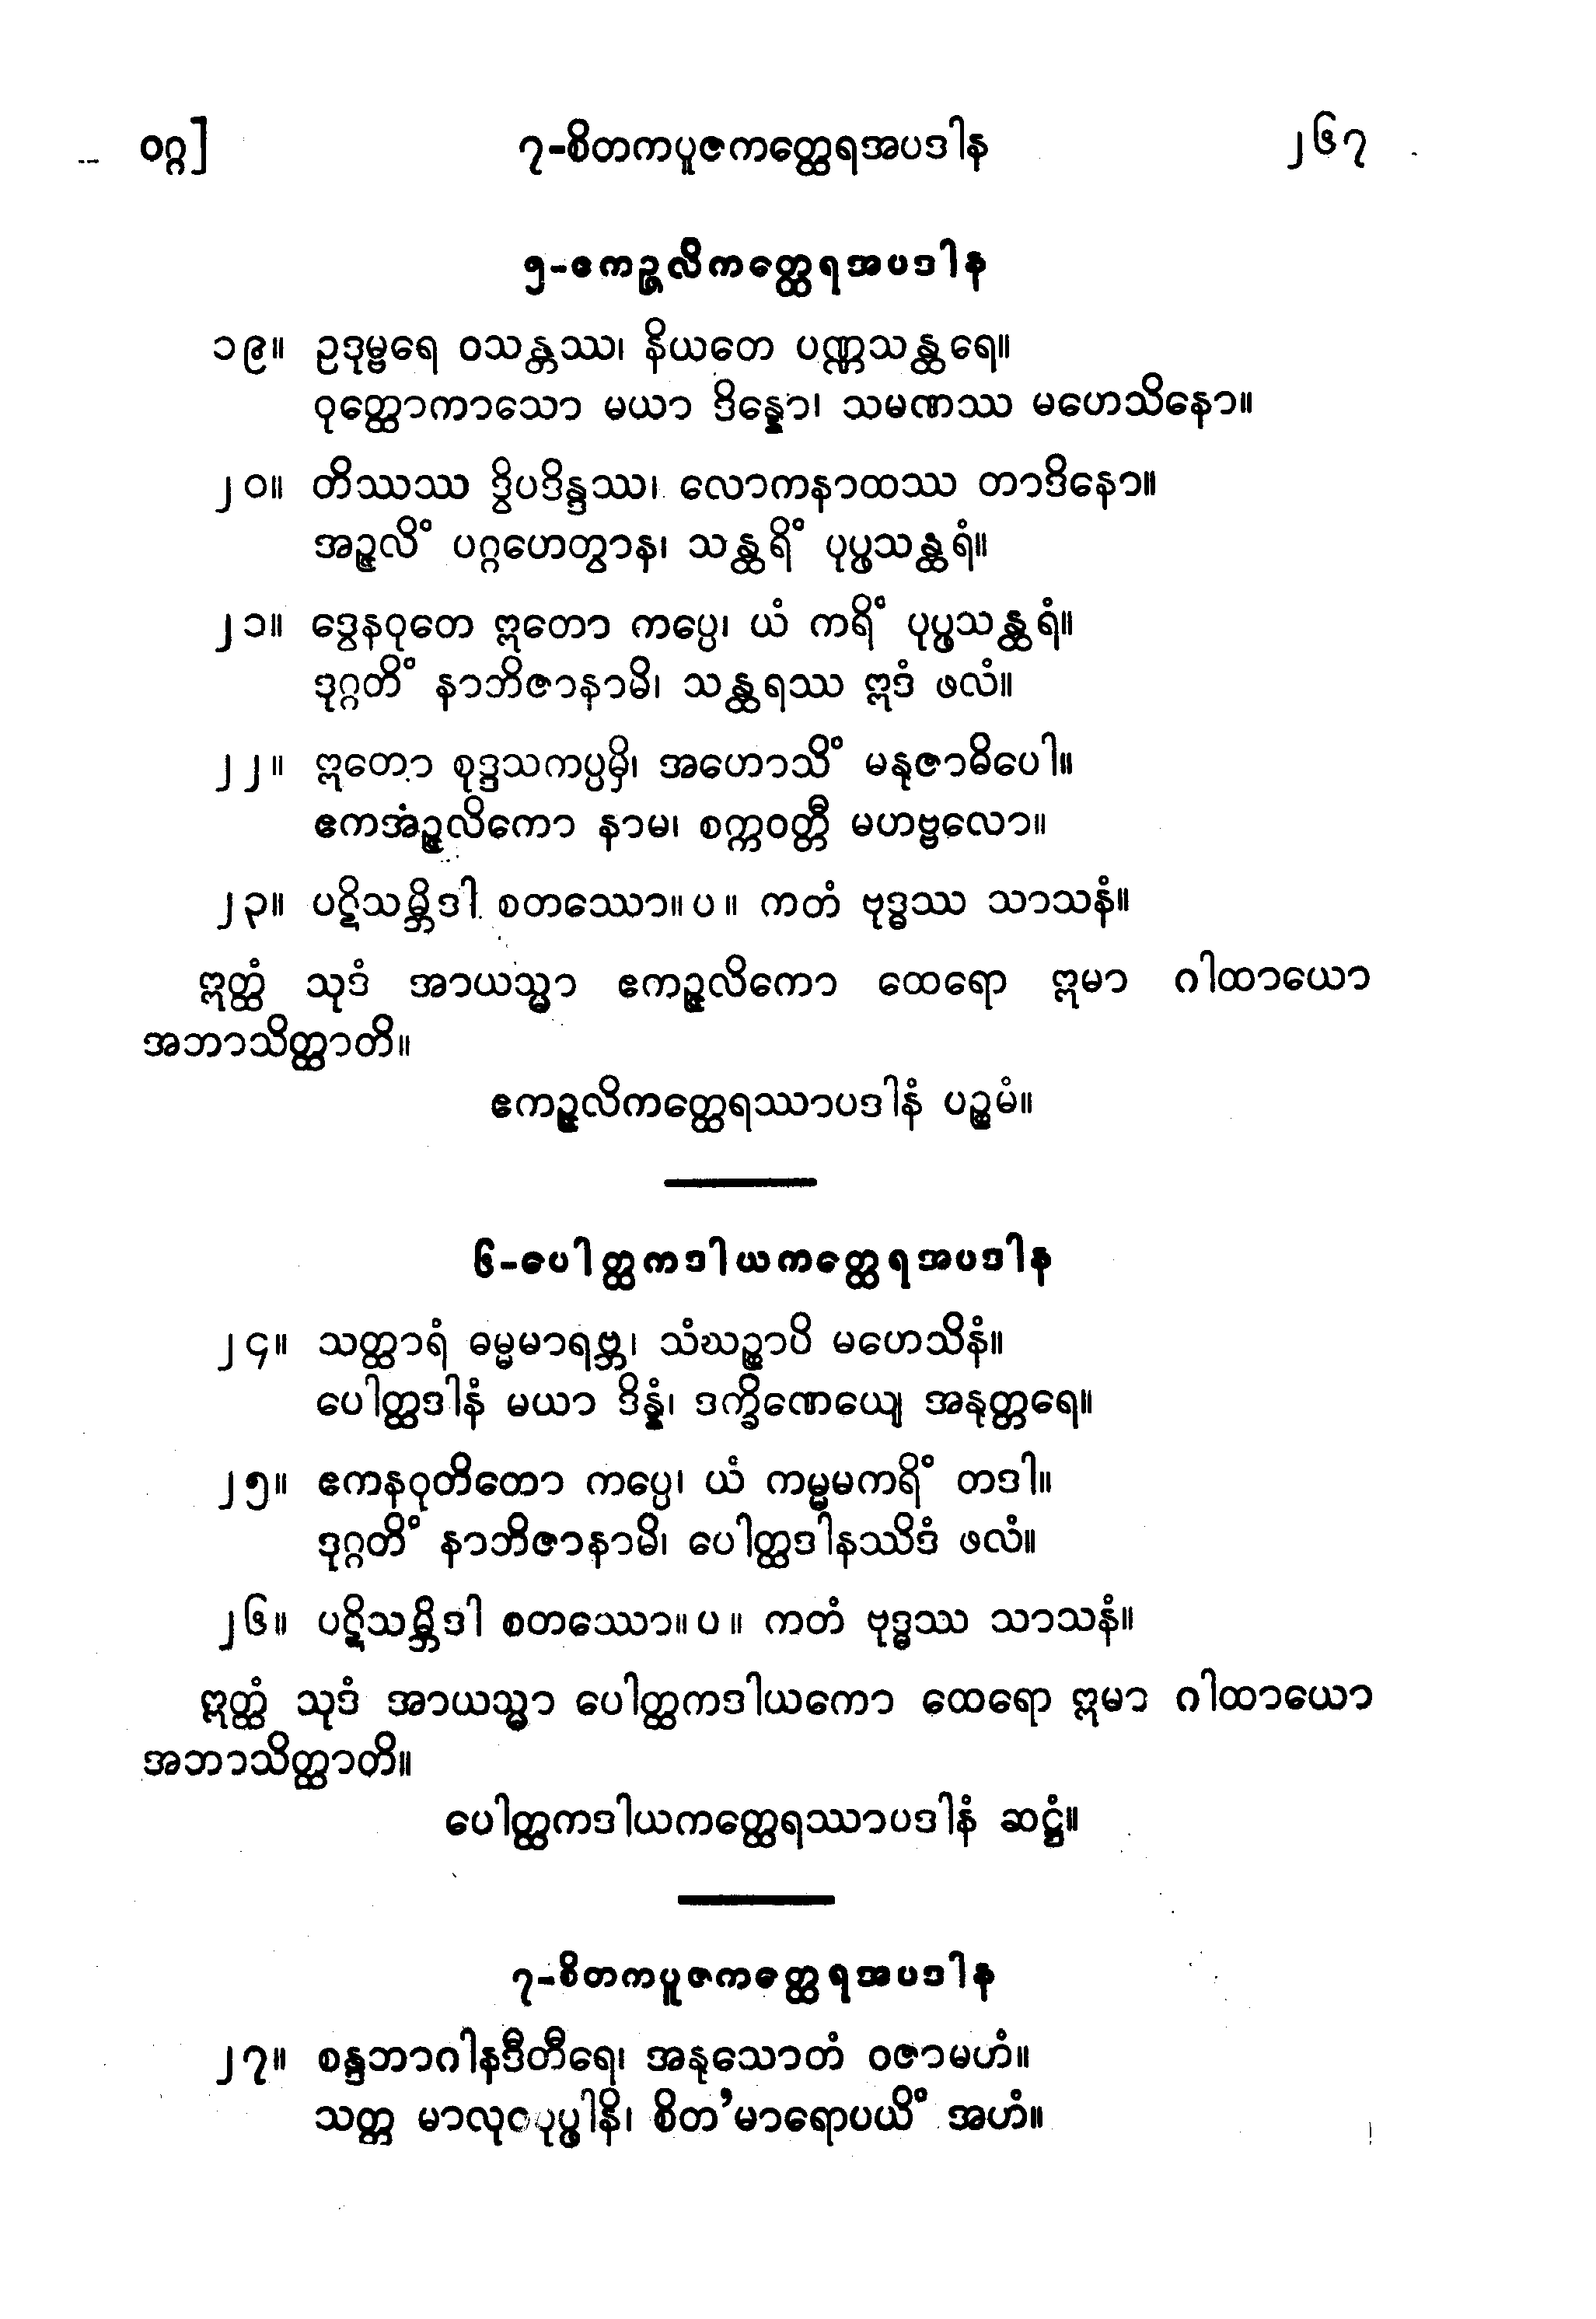 ဝဂ္ဂ] ၇-စိတကပူဇကတ္ထေရအပဒါန ၂၆၇
၅-ဧကဉ္ဇလိကတ္ထေရအပဒါန
၁၉။ ဥဒုမ္ဗရေ ဝသန္တဿ၊ နိယတေ ပဏ္ဏသန္ထရေ။
ဝုတ္ထောကာသော မယာ ဒိန္နော၊ သမဏဿ မဟေသိနော။
၂၀။ တိဿဿ ဒွိပဒိန္ဒဿ၊ လောကနာထဿ တာဒိနော။
အဉ္ဇလိံ ပဂ္ဂဟေတွာန၊ သန္ထရိံ ပုပ္ဖသန္ထရံ။
၂၁။ ဒွေနဝုတေ ဣတော ကပ္ပေ၊ ယံ ကရိံ ပုပ္ဖသန္ထရံ။
ဒုဂ္ဂတိံ နာဘိဇာနာမိ၊ သန္ထရဿ ဣဒံ ဖလံ။
၂၂။ ဣတော စုဒ္ဒသကပ္ပမှိ၊ အဟောသိံ မနုဇာဓိပေါ။
ဧကအံဉ္ဇလိကော နာမ၊ စက္ကဝတ္တီ မဟဗ္ဗလော။
၂၃။ ပဋိသမ္ဘိဒါ စတဿော။ပ။ ကတံ ဗုဒ္ဓဿ သာသနံ။
ဣတ္ထံ သုဒံ အာယသ္မာ ဧကဉ္ဇလိကော ထေရော ဣမာ ဂါထာယော
အဘာသိတ္ထာတိ။
ဧကဉ္ဇလိကတ္ထေရဿာပဒါနံ ပဉ္စမံ။
၆-ပေါတ္ထကဒါယကတ္ထေရအပဒါန
၂၄။ သတ္ထာရံ ဓမ္မမာရဗ္ဘ၊ သံဃဉ္စာပိ မဟေသိနံ။
ပေါတ္ထဒါနံ မယာ ဒိန္နံ၊ ဒက္ခိဏေယျေ အနုတ္တရေ။
၂၅။ ဧကနဝုတိတော ကပ္ပေ၊ ယံ ကမ္မမကရိံ တဒါ။
ဒုဂ္ဂတိံ နာဘိဇာနာမိ၊ ပေါတ္ထဒါနဿိဒံ ဖလံ။
၂၆။ ပဋိသမ္ဘိဒါ စတဿော။ပ။ ကတံ ဗုဒ္ဓဿ သာသနံ။
ဣတ္ထံ သုဒံ အာယသ္မာ ပေါတ္ထကဒါယကော ထေရော ဣမာ ဂါထာယော
အဘာသိတ္ထာတိ။
ပေါတ္ထကဒါယကတ္ထေရဿာပဒါနံ ဆဋ္ဌံ။
၇-စိတကပူဇကတ္ထေရအပဒါန
၂၇။ စန္ဒဘာဂါနဒီတီရေ၊ အနုသောတံ ဝဇာမဟံ။
သတ္တ မာလုဝပုပ္ဖါနိ၊ စိတ’မာရောပယိံ အဟံ။